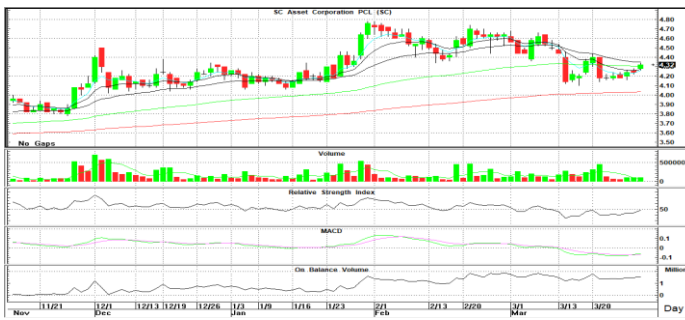 SC Asset Corporation PCL (SC)
4.80
4.70
4.60
4.50
4.40
4.32
4.20
4.10
4.00
3.90
3.80
3.70
3.60
3.50
No Gaps
Volume
500000
0
Relative Strength Index
50
MACD
0.1
0
-0.1
On Balance Volume
Million
1
0
11/21 12/1 12/13 12/19 12/26 1/3 1/9 1/16 1/23 2/1 2/13 2/20 3/1 3/13 3/20
Nov Dec Jan Feb Mar Day